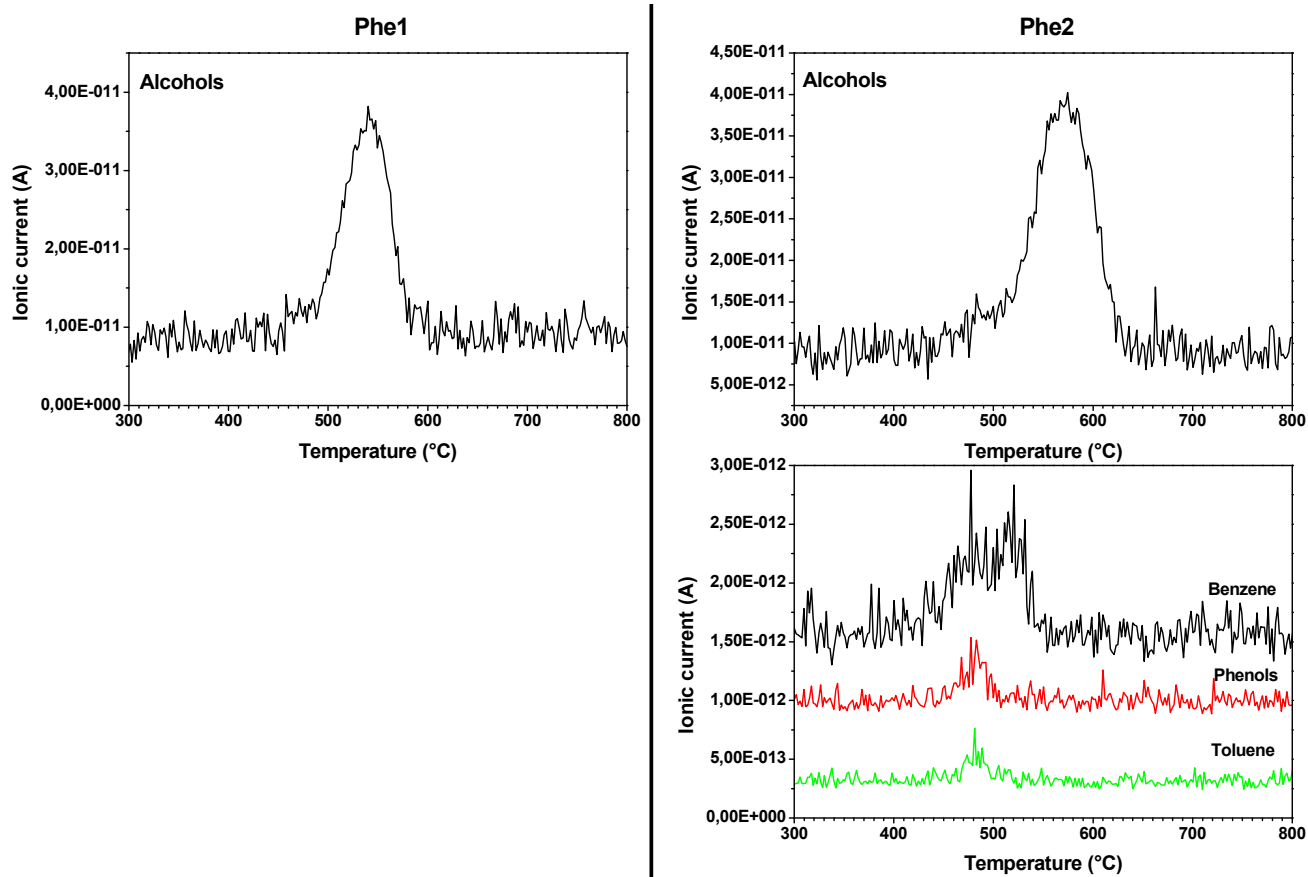 Phe1
Alcohols
4,00E-011
3,00E-011
2,00E-011
1,00E-011
0,00E+000
Ionic current (A)
300 400 500 600 700 800
Temperature (°C)
Phe2
Alcohols
4,50E-011
4,00E-011
3,50E-011
3,00E-011
2,50E-011
2,00E-011
1,50E-011
1,00E-011
5,00E-012
Ionic current (A)
300 400 500 600 700 800
Temperature (°C)
3,00E-012
2,50E-012
2,00E-012
1,50E-012
1,00E-012
5,00E-013
0,00E+000
Ionic current (A)
Benzene
Phenols
Toluene
300 400 500 600 700 800
Temperature (°C)